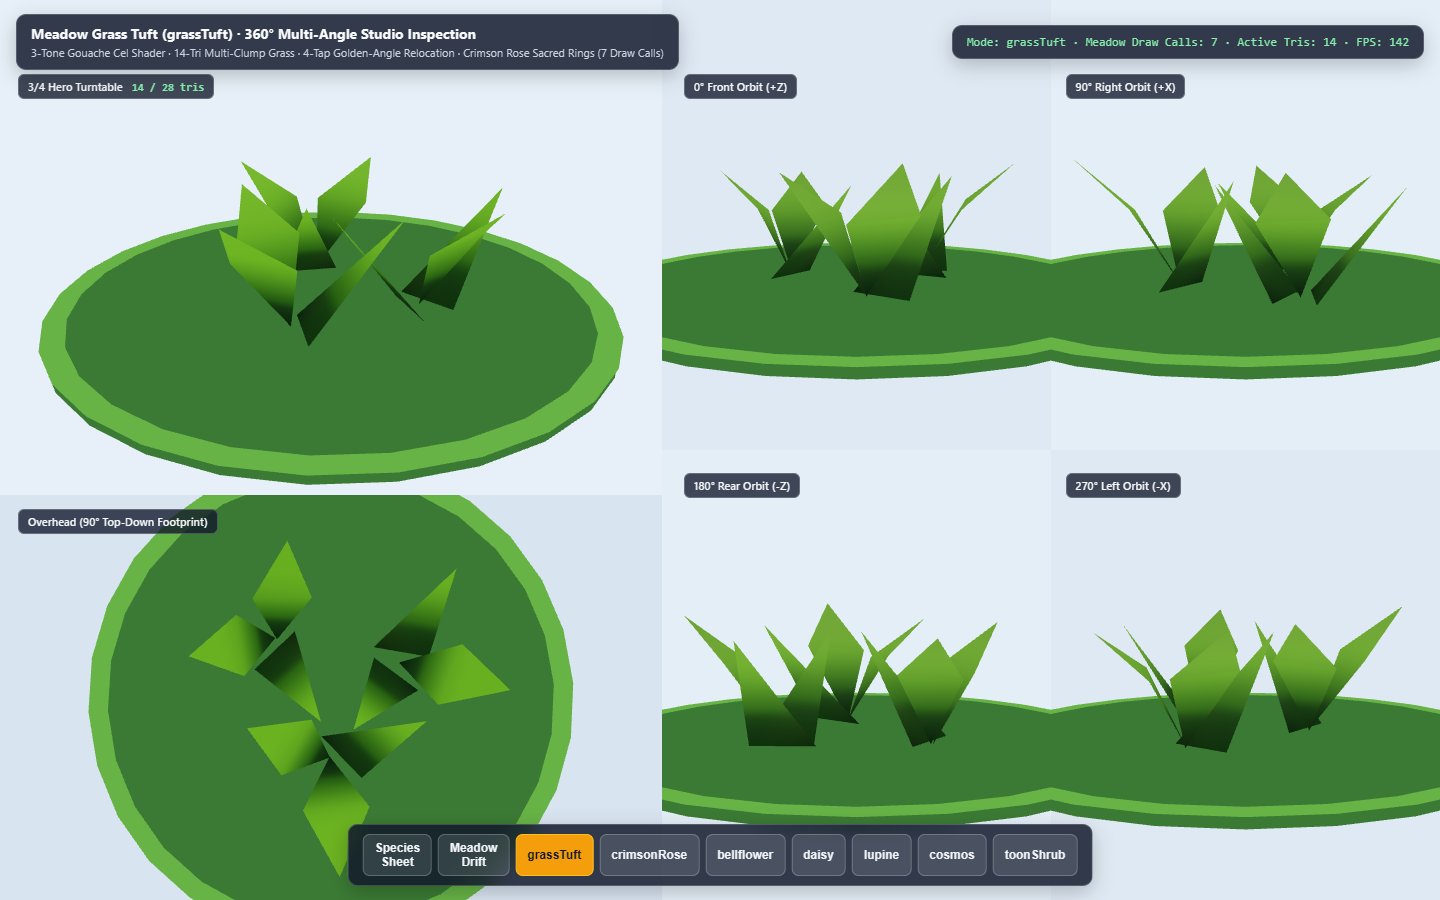 Meadow Grass Tuft (grassTuft) · 360° Multi-Angle Studio Inspection
3-Tone Gouache Cel Shader · 14-Tri Multi-Clump Grass · 4-Tap Golden-Angle Relocation · Crimson Rose Sacred Rings (7 Draw Calls)
Mode: grassTuft · Meadow Draw Calls: 7 · Active Tris: 14 · FPS: 142
3/4 Hero Turntable 14 / 28 tris
0° Front Orbit (+Z)
90° Right Orbit (+X)
180° Rear Orbit (-Z)
270° Left Orbit (-X)
Overhead (90° Top-Down Footprint)
Species
Sheet
Meadow
Drift
grassTuft
crimsonRose
bellflower
daisy
lupine
cosmos
toonShrub